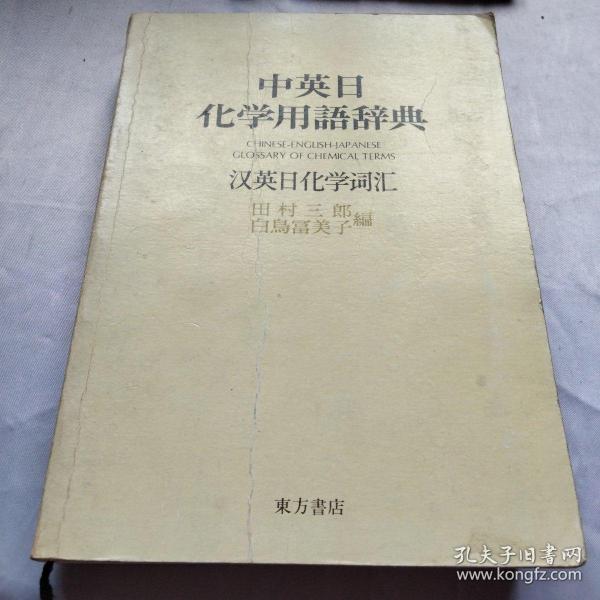 中英日
化学用語辞典
CHINESE-ENGLISH-JAPANESE
GLOSSARY OF CHEMICAL TERMS
汉英日化学词汇
田村三郎
白鳥冨美子 編
東方書店
孔夫子旧书网
www.kongfz.com